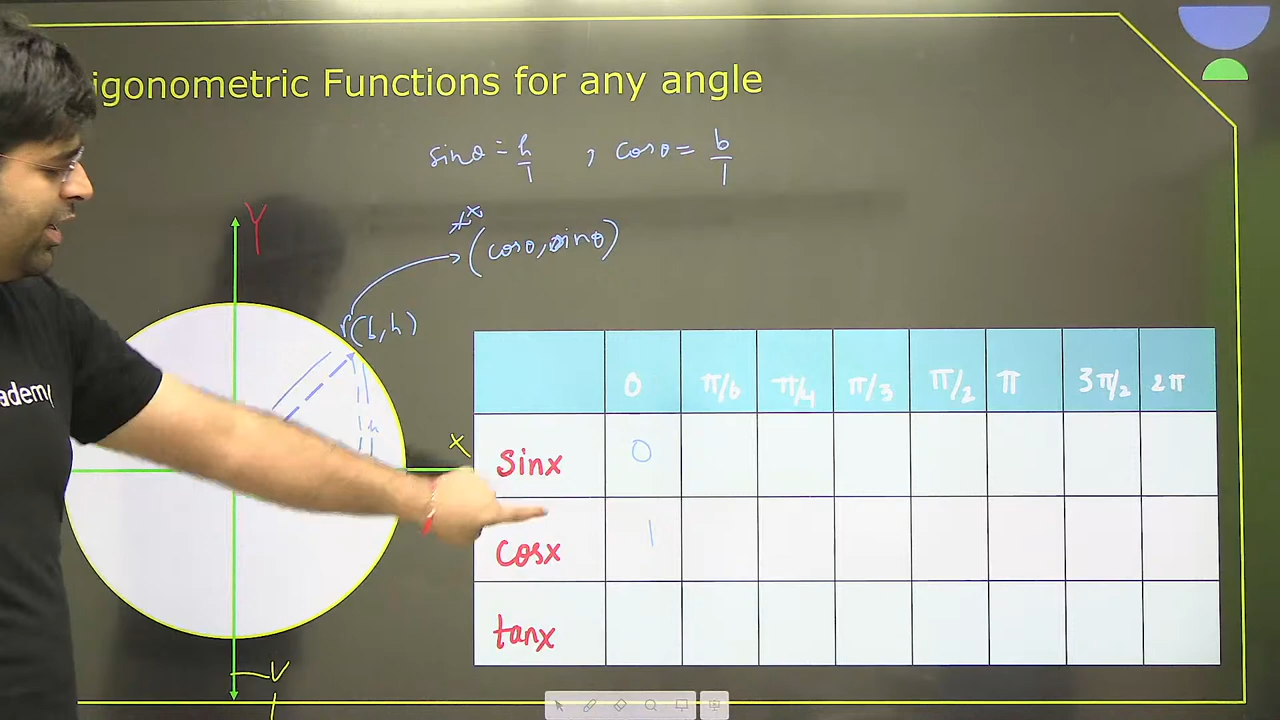 igonometric Functions for any angle
sinθ = h/1 , cosθ = b/1
Y
(cosθ, sinθ)
(b,h)
h
X
0 π/6 π/4 π/3 π/2 π 3π/2 2π
sinx 0
cosx 1
tanx
ademy